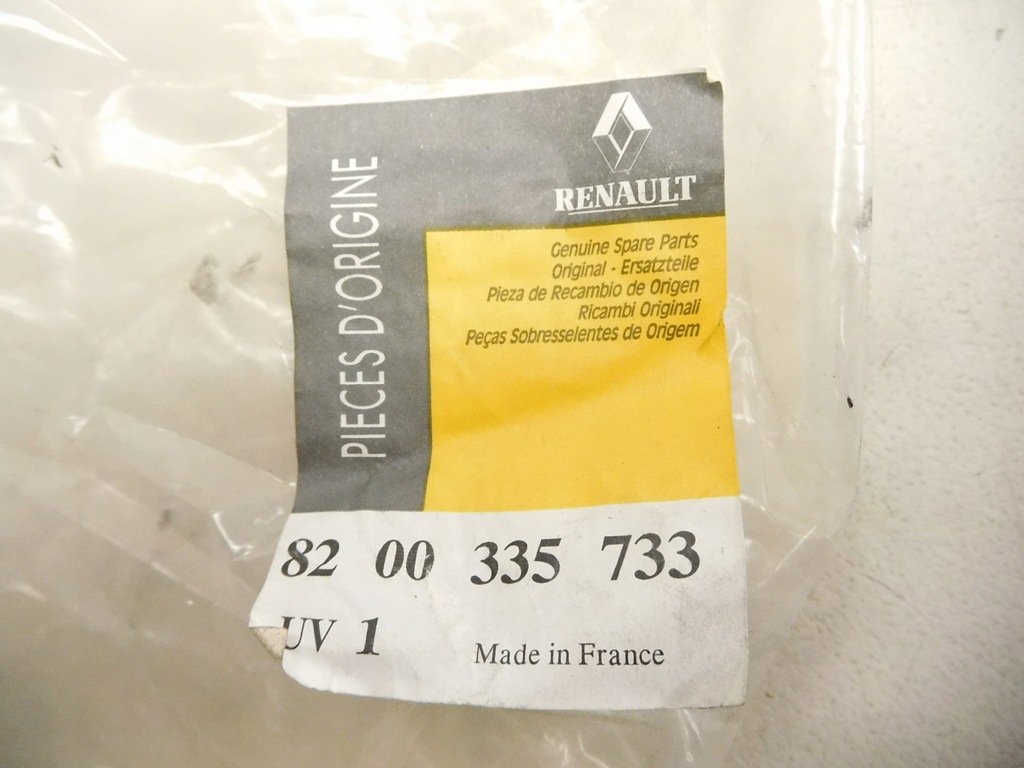 RENAULT
PIECES D'ORIGINE
Genuine Spare Parts
Original - Ersatzteile
Pieza de Recambio de Origen
Ricambi Originali
Peças Sobresselentes de Origem
82 00 335 733
UV 1
Made in France